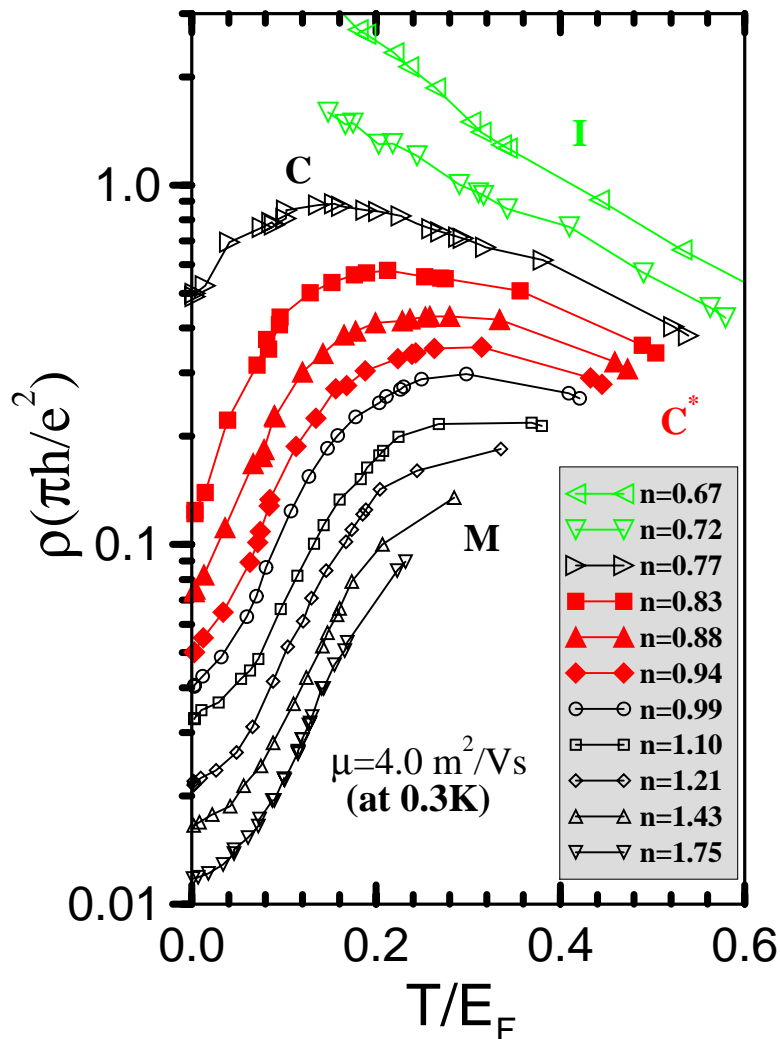 I
C
1.0
C*
ρ(πh/e²)
n=0.67
n=0.72
n=0.77
n=0.83
n=0.88
n=0.94
n=0.99
n=1.10
n=1.21
n=1.43
n=1.75
M
0.1
μ=4.0 m²/Vs
(at 0.3K)
0.01
0.0 0.2 0.4 0.6
T/E_F